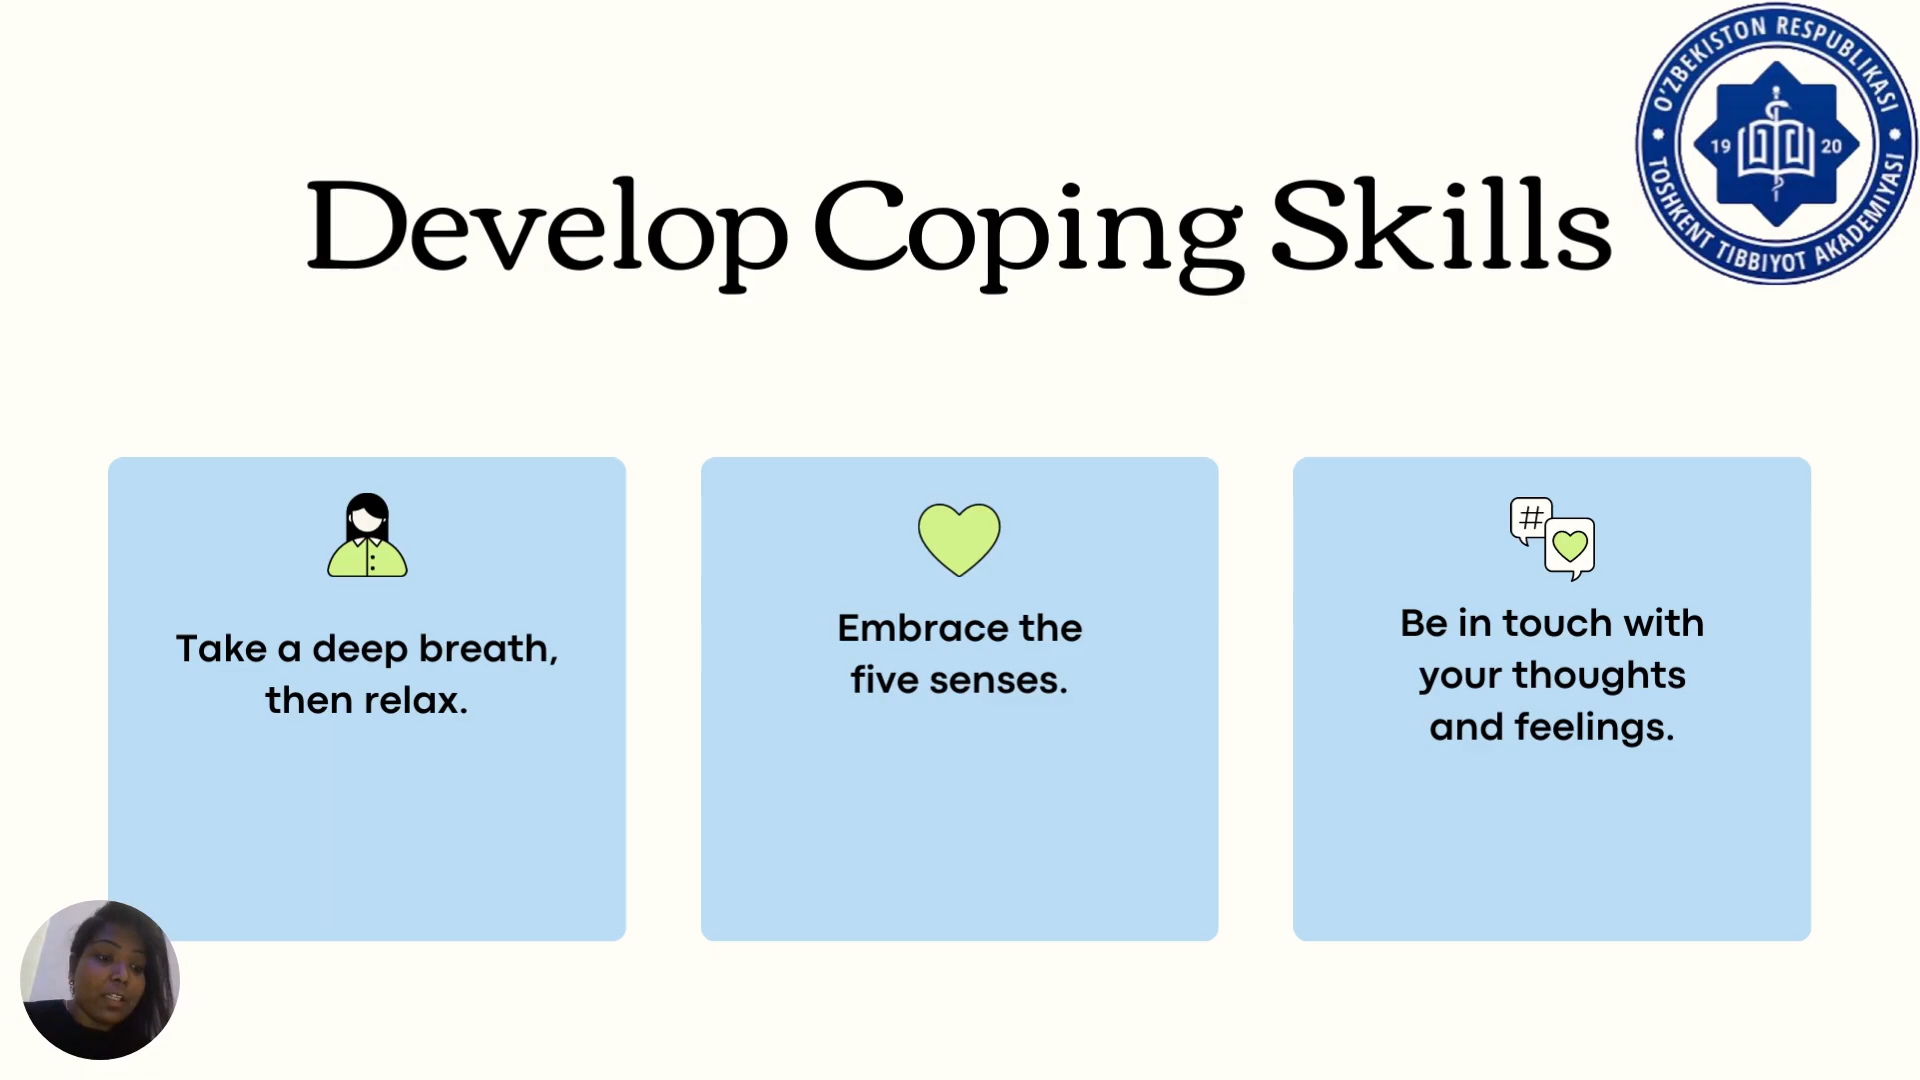 O'ZBEKISTON RESPUBLIKASI
19 20
TOSHKENT TIBBIYOT AKADEMIYASI
Develop Coping Skills
Take a deep breath,
then relax.
Embrace the
five senses.
#
Be in touch with
your thoughts
and feelings.